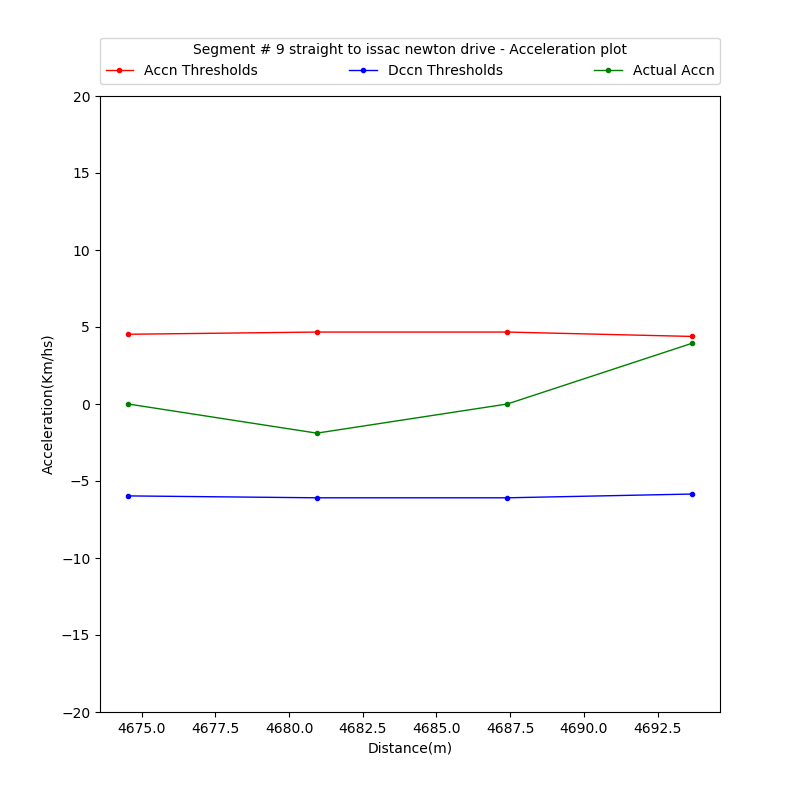 Segment # 9 straight to issac newton drive - Acceleration plot
Accn Thresholds
Dccn Thresholds
Actual Accn
20
15
10
5
0
−5
−10
−15
−20
Acceleration(Km/hs)
4675.0
4677.5
4680.0
4682.5
4685.0
4687.5
4690.0
4692.5
Distance(m)